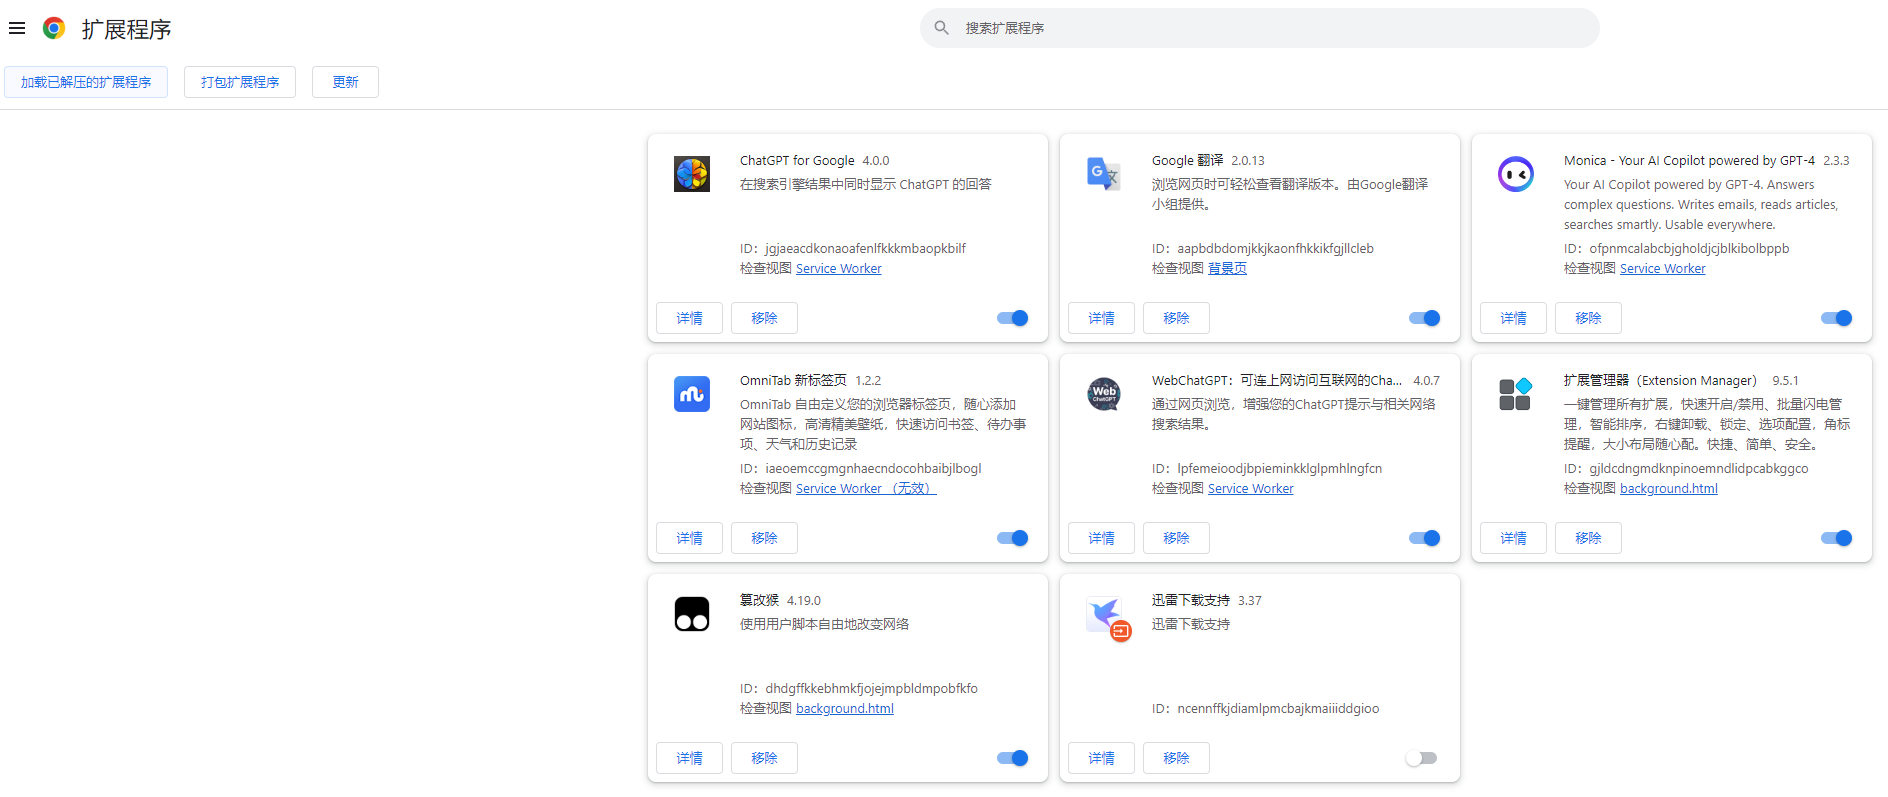 扩展程序
搜索扩展程序
加载已解压的扩展程序
打包扩展程序
更新
ChatGPT for Google 4.0.0
在搜索引擎结果中同时显示 ChatGPT 的回答
ID：jgjaeacdkonaoafenlfkkkmbaopkbilf
检查视图 Service Worker
详情
移除
Google 翻译 2.0.13
浏览网页时可轻松查看翻译版本。由Google翻译
小组提供。
ID：aapbdbdomjkkjkaonfhkkikfgjllcleb
检查视图 背景页
详情
移除
Monica - Your AI Copilot powered by GPT-4 2.3.3
Your AI Copilot powered by GPT-4. Answers
complex questions. Writes emails, reads articles,
searches smartly. Usable everywhere.
ID：ofpnmcalabcbjgholdjcjblkibolbppb
检查视图 Service Worker
详情
移除
OmniTab 新标签页 1.2.2
OmniTab 自由定义您的浏览器标签页，随心添加
网站图标，高清精美壁纸，快速访问书签、待办事
项、天气和历史记录
ID：iaeoemccgmgnhaecndocohbaibjlbogl
检查视图 Service Worker （无效）
详情
移除
Web
ChatGPT
WebChatGPT：可连上网访问互联网的Cha... 4.0.7
通过网页浏览，增强您的ChatGPT提示与相关网络
搜索结果。
ID：lpfemeioodjbpieminkklglpmhlngfcn
检查视图 Service Worker
详情
移除
扩展管理器（Extension Manager） 9.5.1
一键管理所有扩展，快速开启/禁用、批量闪电管
理，智能排序，右键卸载、锁定、选项配置，角标
提醒，大小布局随心配。快捷、简单、安全。
ID：gjldcdngmdknpinoemndlidpcabkggco
检查视图 background.html
详情
移除
篡改猴 4.19.0
使用用户脚本自由地改变网络
ID：dhdgffkkebhmkfjojejmpbldmpobfkfo
检查视图 background.html
详情
移除
迅雷下载支持 3.37
迅雷下载支持
ID：ncennffkjdiamlpmcbajkmaiiiddgioo
详情
移除